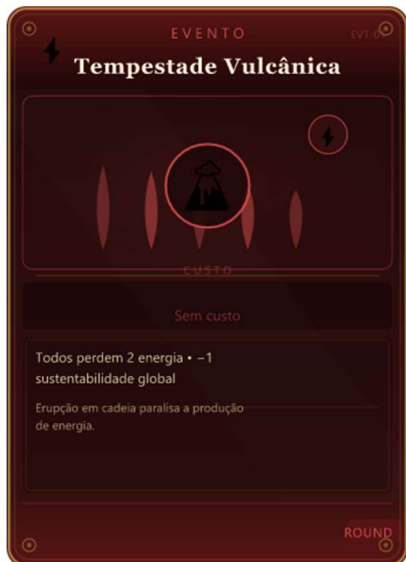 EVENTO
Tempestade Vulcânica
CUSTO
Sem custo
Todos perdem 2 energia • −1
sustentabilidade global
Erupção em cadeia paralisa a produção
de energia.
ROUND